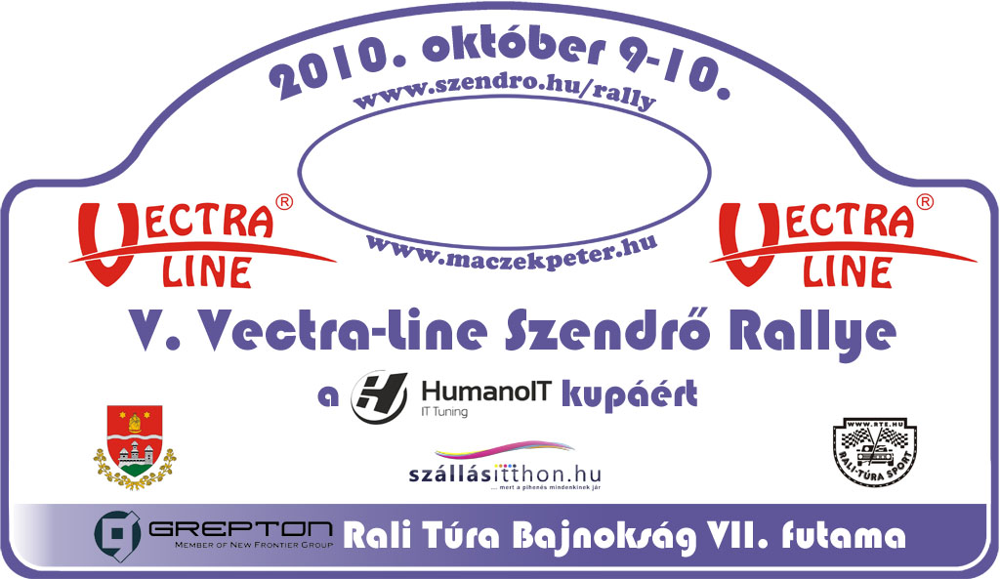 2010. október 9-10.
www.szendro.hu/rally
www.maczekpeter.hu
VECTRA®
LINE
VECTRA®
LINE
V. Vectra-Line Szendrő Rallye
a HumanoIT kupáért
IT Tuning
szállásitthon.hu
... mert a pihenés mindenkinek jár
WWW.RTE.HU
RALI-TÚRA SPORT
GREPTON
MEMBER OF NEW FRONTIER GROUP
Rali Túra Bajnokság VII. futama